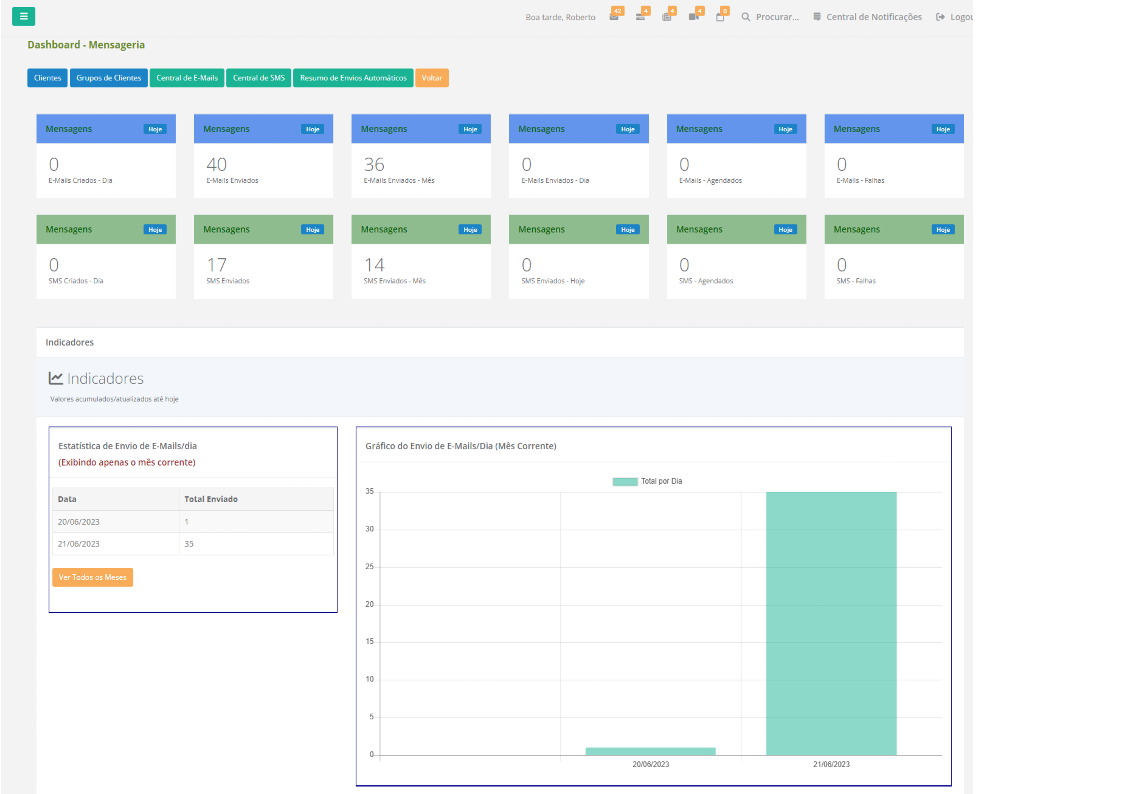 Boa tarde, Roberto 43 4 4 4 0 Procurar... Central de Notificações
Dashboard - Mensageria
Clientes Grupos de Clientes Central de E-Mails Central de SMS Resumo de Envios Automáticos Voltar
Mensagens Hoje Mensagens Hoje Mensagens Hoje Mensagens Hoje Mensagens Hoje Mensagens Hoje
0 40 36 0 0 0
E-Mails Criados - Dia E-Mails Enviados E-Mails Enviados - Mês E-Mails Enviados - Dia E-Mails - Agendados E-Mails - Falhas
Mensagens Hoje Mensagens Hoje Mensagens Hoje Mensagens Hoje Mensagens Hoje Mensagens Hoje
0 17 14 0 0 0
SMS Criados - Dia SMS Enviados SMS Enviados - Mês SMS Enviados - Hoje SMS - Agendados SMS - Falhas
Indicadores
Indicadores
Valores acumulados/atualizados até hoje
Estatística de Envio de E-Mails/dia
(Exibindo apenas o mês corrente)
Data Total Enviado
20/06/2023 1
21/06/2023 35
Ver Todos os Meses
Gráfico do Envio de E-Mails/Dia (Mês Corrente)
Total por Dia
35
30
25
20
15
10
5
0
20/06/2023 21/06/2023